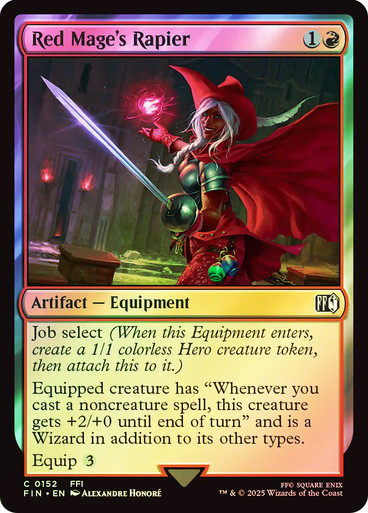 Red Mage's Rapier 1
Artifact — Equipment
Job select (When this Equipment enters,
create a 1/1 colorless Hero creature token,
then attach this to it.)
Equipped creature has "Whenever you
cast a noncreature spell, this creature
gets +2/+0 until end of turn" and is a
Wizard in addition to its other types.
Equip 3
C 0152 FFI
FIN • EN Alexandre Honoré
FF© SQUARE ENIX
™ & © 2025 Wizards of the Coast